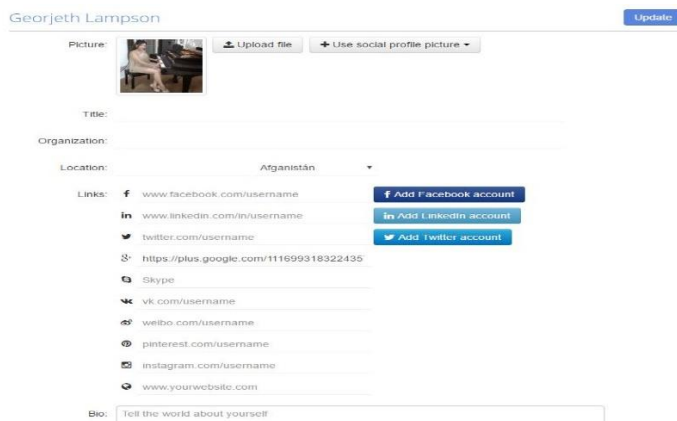 Georjeth Lampson
Update
Picture:
Upload file
Use social profile picture
Title:
Organization:
Location: Afganistán
Links: www.facebook.com/username Add Facebook account
www.linkedin.com/in/username Add LinkedIn account
twitter.com/username Add Twitter account
https://plus.google.com/111699318322435
Skype
vk.com/username
weibo.com/username
pinterest.com/username
instagram.com/username
www.yourwebsite.com
Bio: Tell the world about yourself